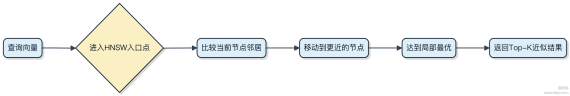 查询向量
进入HNSW入口点
比较当前节点邻居
移动到更近的节点
达到局部最优
返回Top-K近似结果